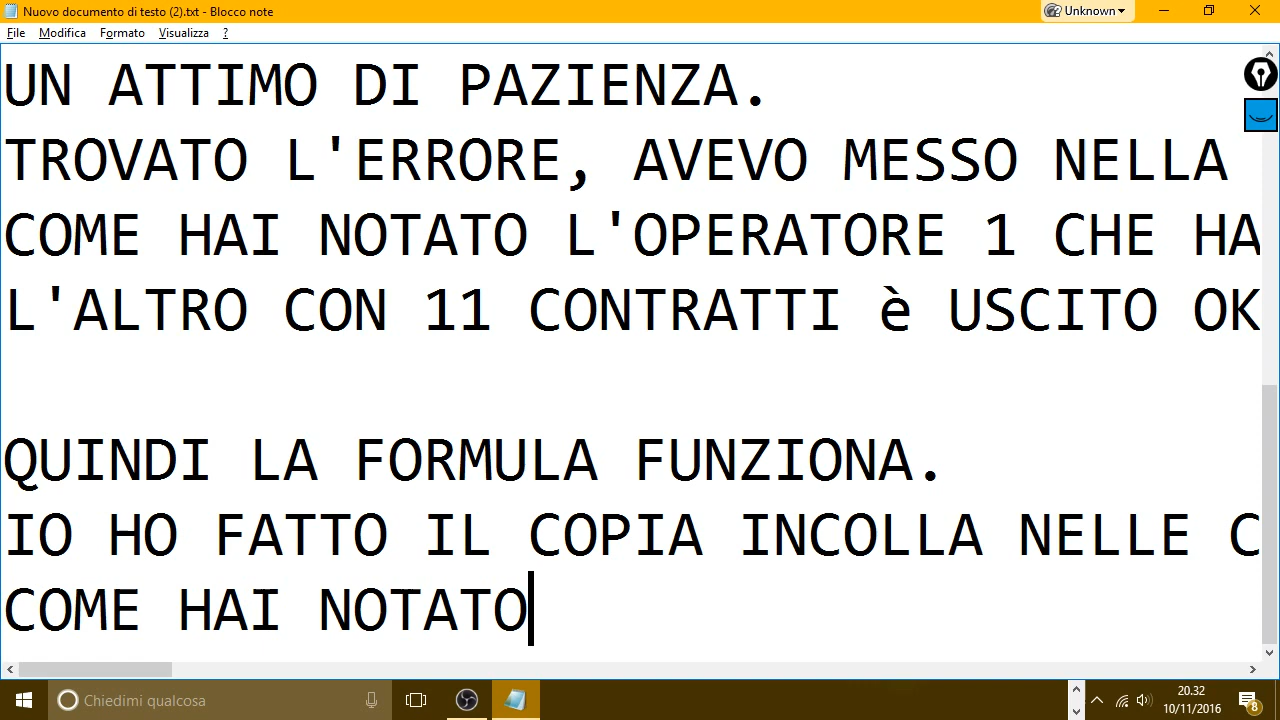 Nuovo documento di testo (2).txt - Blocco note
Unknown
File Modifica Formato Visualizza ?
UN ATTIMO DI PAZIENZA.
TROVATO L'ERRORE, AVEVO MESSO NELLA
COME HAI NOTATO L'OPERATORE 1 CHE HA
L'ALTRO CON 11 CONTRATTI è USCITO OK
QUINDI LA FORMULA FUNZIONA.
IO HO FATTO IL COPIA INCOLLA NELLE C
COME HAI NOTATO
Chiedimi qualcosa
20.32
10/11/2016
8